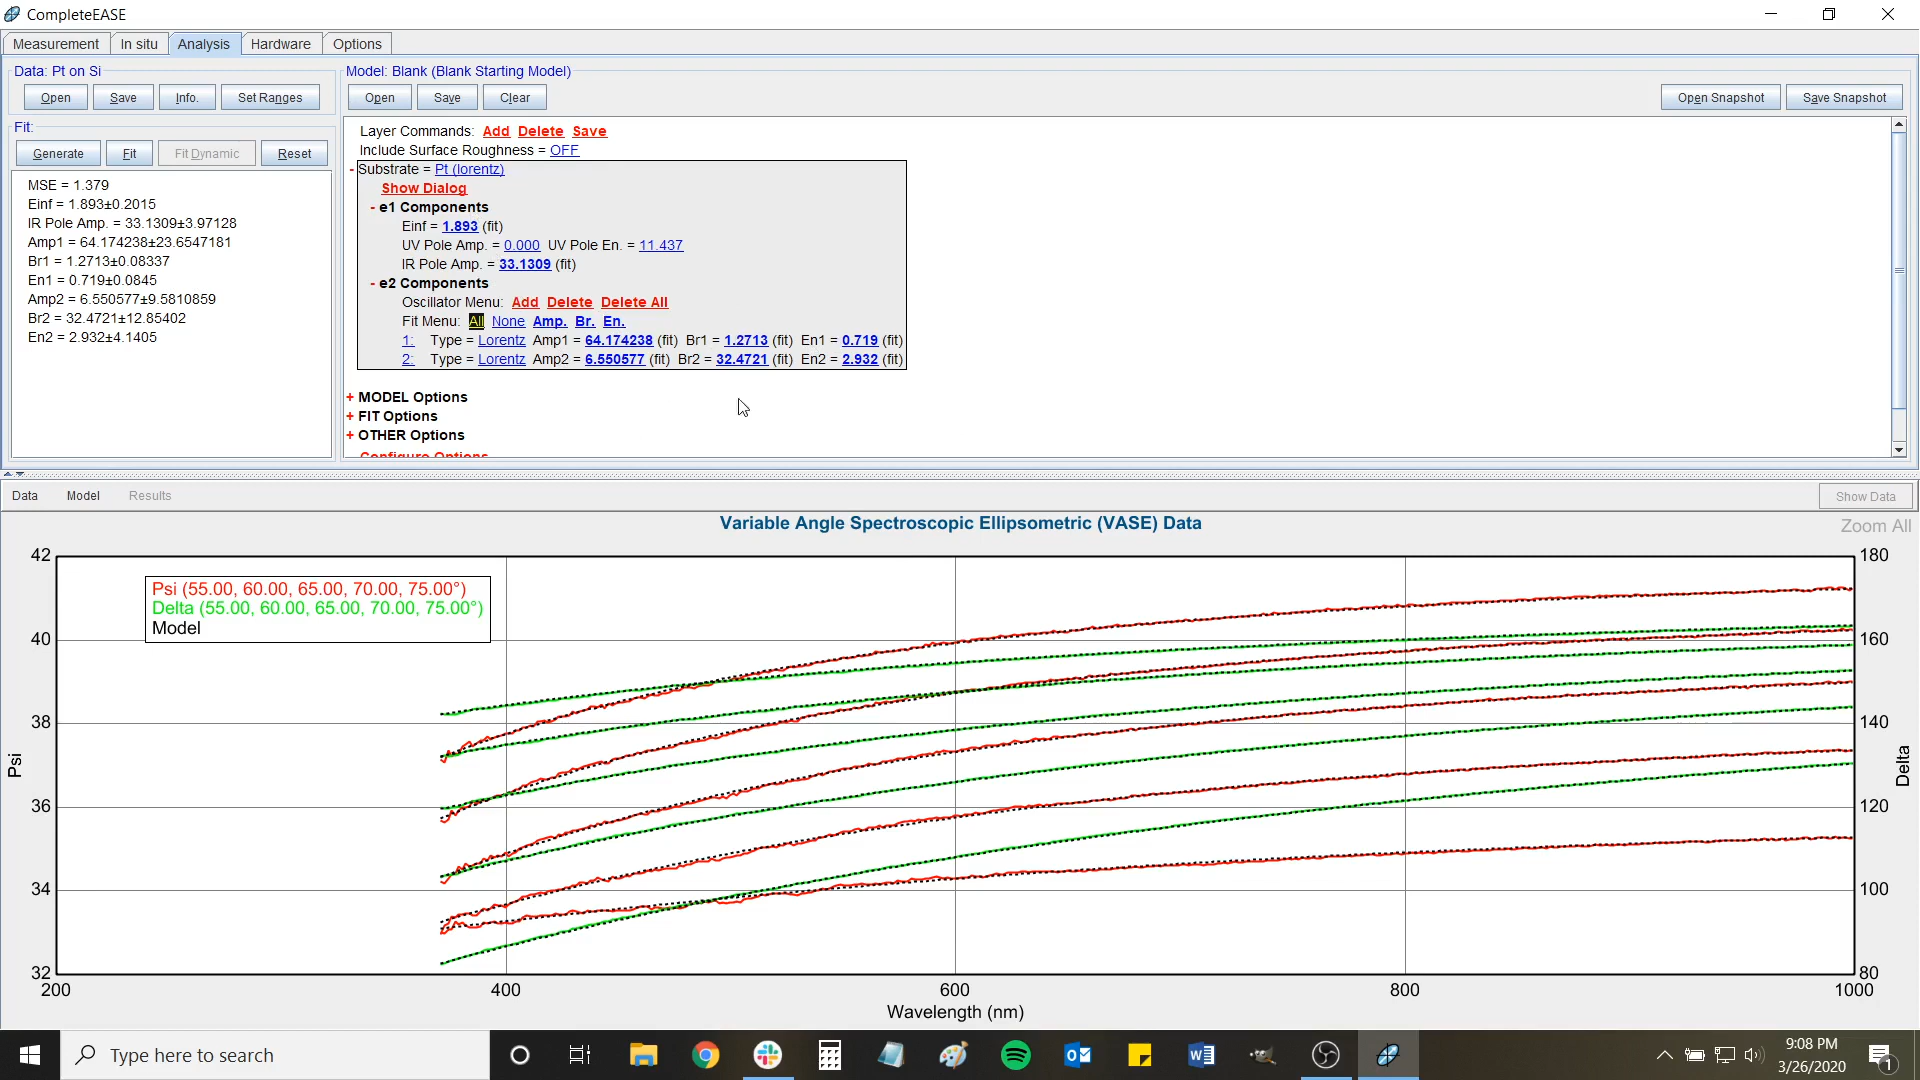 CompleteEASE
Measurement In situ Analysis Hardware Options
Data: Pt on Si
Open Save Info. Set Ranges
Fit:
Generate Fit Fit Dynamic Reset
MSE = 1.379
Einf = 1.893±0.2015
IR Pole Amp. = 33.1309±3.97128
Amp1 = 64.174238±23.6547181
Br1 = 1.2713±0.08337
En1 = 0.719±0.0845
Amp2 = 6.550577±9.5810859
Br2 = 32.4721±12.85402
En2 = 2.932±4.1405
Model: Blank (Blank Starting Model)
Open Save Clear Open Snapshot Save Snapshot
Layer Commands: Add Delete Save
Include Surface Roughness = OFF
- Substrate = Pt (lorentz)
Show Dialog
- e1 Components
Einf = 1.893 (fit)
UV Pole Amp. = 0.000 UV Pole En. = 11.437
IR Pole Amp. = 33.1309 (fit)
- e2 Components
Oscillator Menu: Add Delete Delete All
Fit Menu: All None Amp. Br. En.
1: Type = Lorentz Amp1 = 64.174238 (fit) Br1 = 1.2713 (fit) En1 = 0.719 (fit)
2: Type = Lorentz Amp2 = 6.550577 (fit) Br2 = 32.4721 (fit) En2 = 2.932 (fit)
+ MODEL Options
+ FIT Options
+ OTHER Options
Configure Options
Data Model Results Show Data
Variable Angle Spectroscopic Ellipsometric (VASE) Data
Zoom All
Psi (55.00, 60.00, 65.00, 70.00, 75.00°)
Delta (55.00, 60.00, 65.00, 70.00, 75.00°)
Model
42
40
38
36
34
32
Psi
180
160
140
120
100
80
Delta
200 400 600 800 1000
Wavelength (nm)
Type here to search
9:08 PM
3/26/2020
1